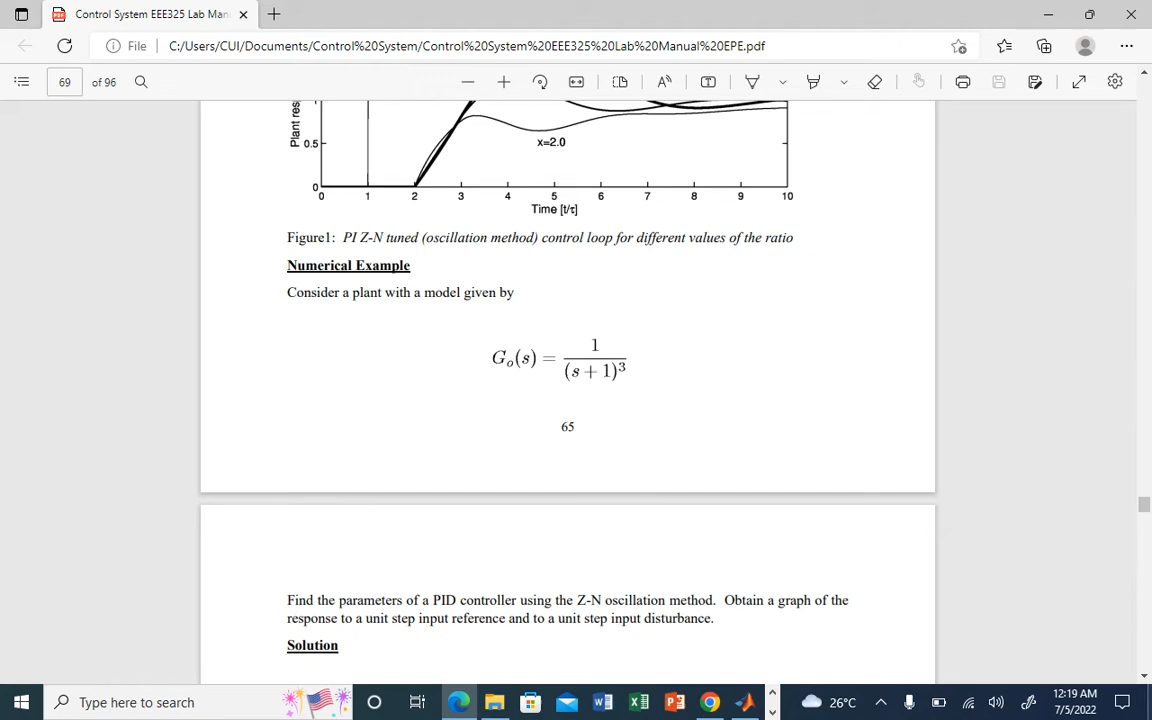 Control System EEE325 Lab Man
File
C:/Users/CUI/Documents/Control%20System/Control%20System%20EEE325%20Lab%20Manual%20EPE.pdf
69 of 96
Plant res
0.5
0
x=2.0
0 1 2 3 4 5 6 7 8 9 10
Time [t/τ]
Figure1: PI Z-N tuned (oscillation method) control loop for different values of the ratio
Numerical Example
Consider a plant with a model given by
G_o(s) = 1 / (s + 1)^3
65
Find the parameters of a PID controller using the Z-N oscillation method. Obtain a graph of the
response to a unit step input reference and to a unit step input disturbance.
Solution
Type here to search
26°C
12:19 AM
7/5/2022